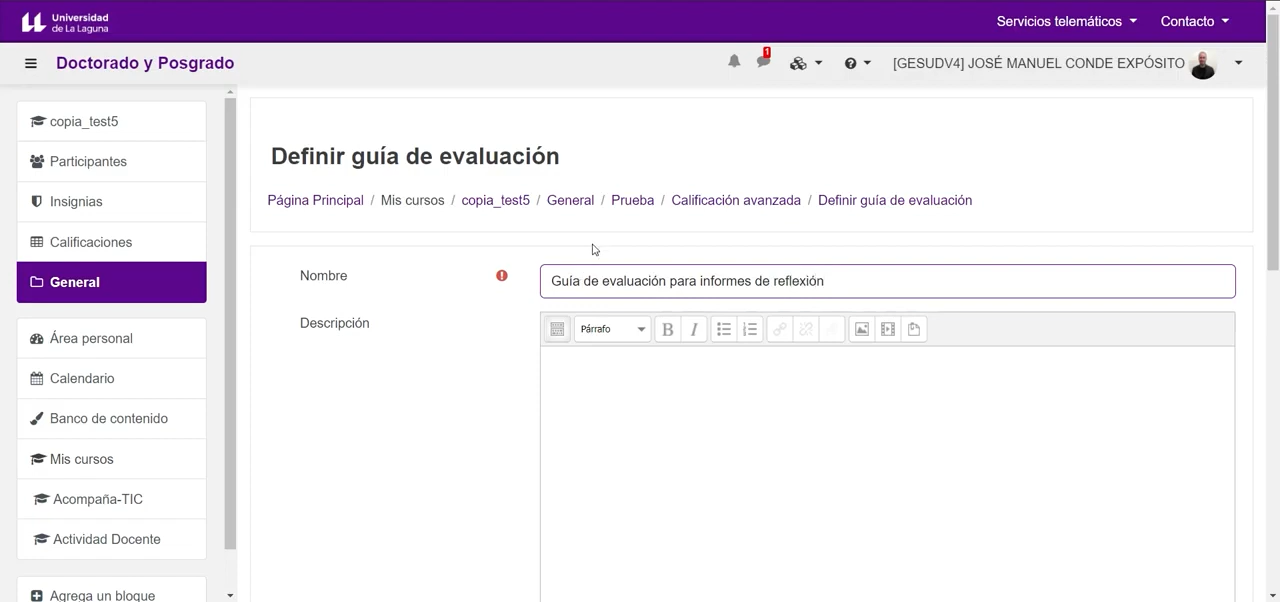 Universidad
de La Laguna
Servicios telemáticos
Contacto
Doctorado y Posgrado
1
[GESUDV4] JOSÉ MANUEL CONDE EXPÓSITO
copia_test5
Participantes
Insignias
Calificaciones
General
Área personal
Calendario
Banco de contenido
Mis cursos
Acompaña-TIC
Actividad Docente
Agrega un bloque
Definir guía de evaluación
Página Principal / Mis cursos / copia_test5 / General / Prueba / Calificación avanzada / Definir guía de evaluación
Nombre
Guía de evaluación para informes de reflexión
Descripción
Párrafo
B I